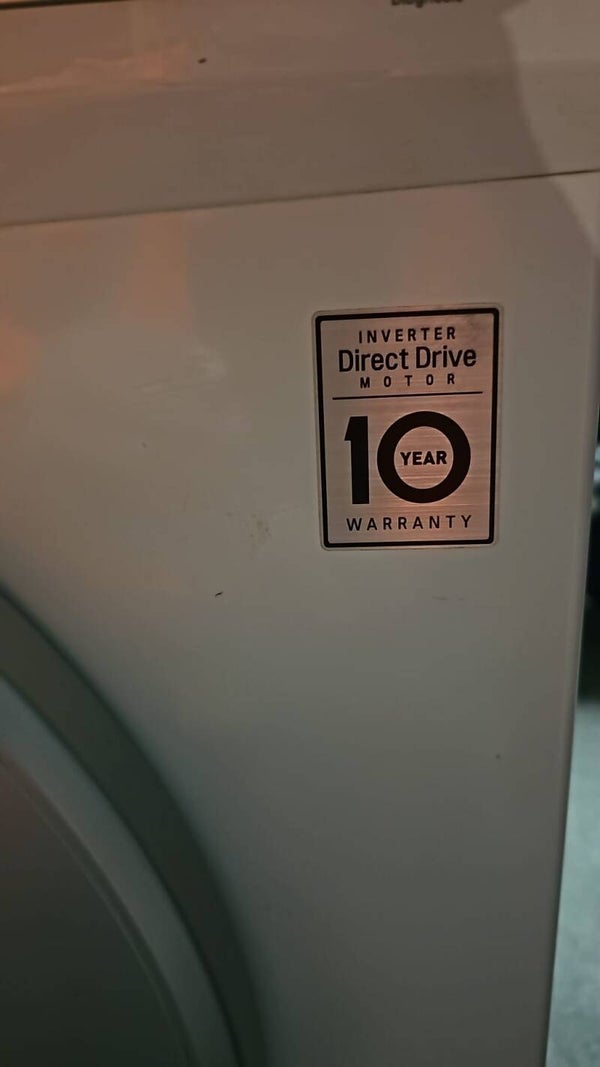 INVERTER
Direct Drive
MOTOR
10
YEAR
WARRANTY